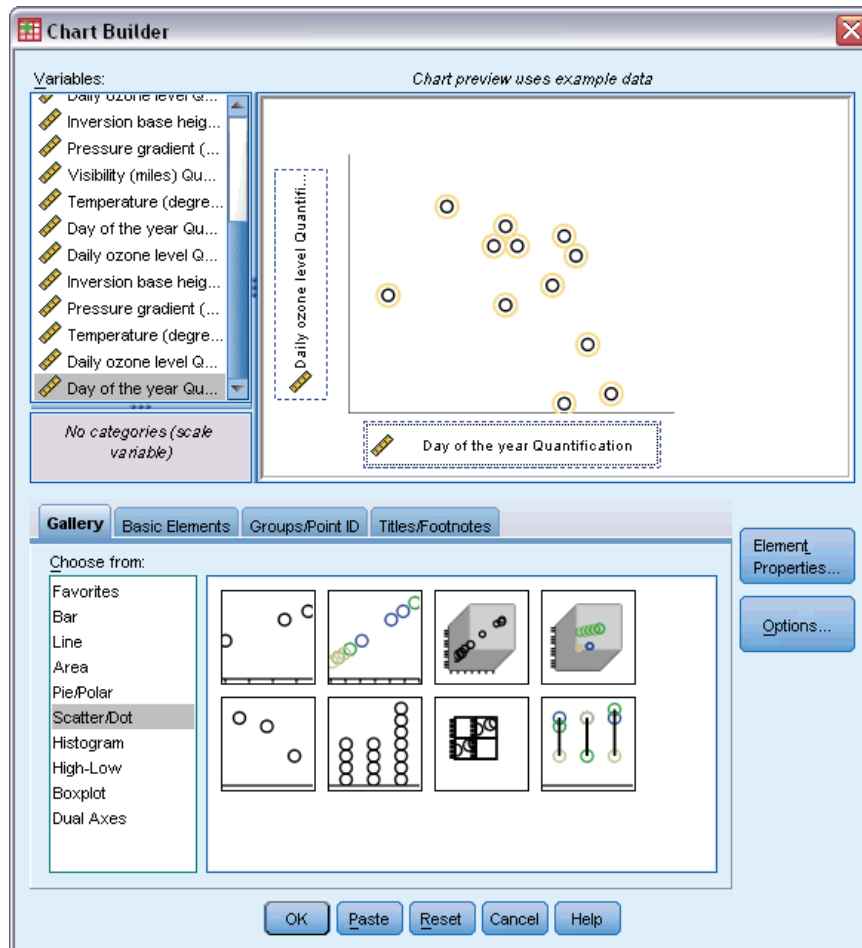 Chart Builder
Variables:
Chart preview uses example data
Daily ozone level Q...
Inversion base heig...
Pressure gradient (...
Visibility (miles) Qu...
Temperature (degre...
Day of the year Qu...
Daily ozone level Q...
Inversion base heig...
Pressure gradient (...
Temperature (degre...
Daily ozone level Q...
Day of the year Qu...
No categories (scale
variable)
Daily ozone level Quantifi...
Day of the year Quantification
Gallery
Basic Elements
Groups/Point ID
Titles/Footnotes
Choose from:
Favorites
Bar
Line
Area
Pie/Polar
Scatter/Dot
Histogram
High-Low
Boxplot
Dual Axes
Element
Properties...
Options...
OK
Paste
Reset
Cancel
Help